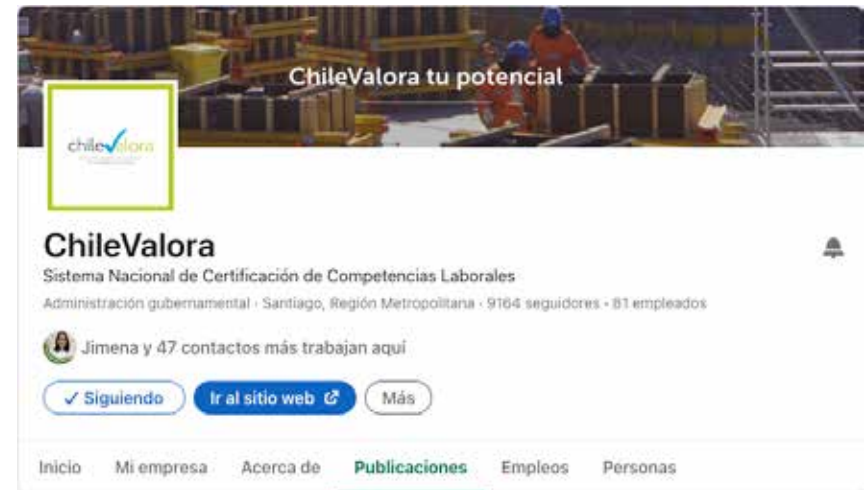 ChileValora tu potencial
chilevalora
ChileValora
Sistema Nacional de Certificación de Competencias Laborales
Administración gubernamental · Santiago, Región Metropolitana · 9164 seguidores · 81 empleados
Jimena y 47 contactos más trabajan aquí
✓ Siguiendo Ir al sitio web Más
Inicio Mi empresa Acerca de Publicaciones Empleos Personas